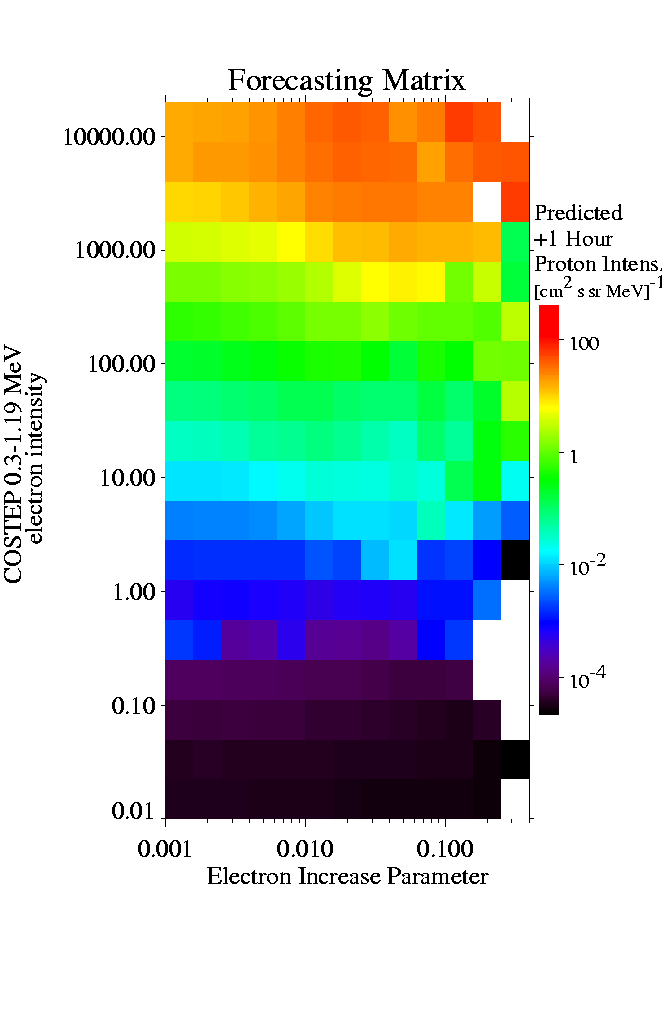 Forecasting Matrix
10000.00
1000.00
100.00
10.00
1.00
0.10
0.01
COSTEP 0.3-1.19 MeV
electron intensity
0.001 0.010 0.100
Electron Increase Parameter
Predicted
+1 Hour
Proton Intens.
[cm² s sr MeV]⁻¹
100
1
10⁻²
10⁻⁴